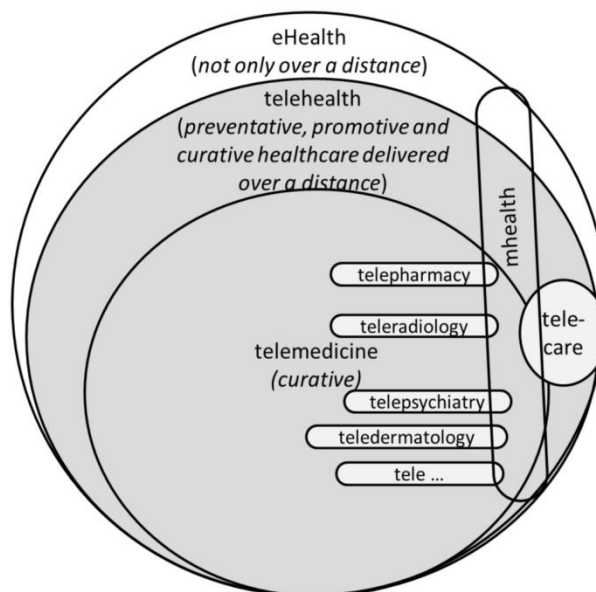 eHealth
(not only over a distance)
telehealth
(preventative, promotive and
curative healthcare delivered
over a distance)
mhealth
telepharmacy
teleradiology
tele-
care
telemedicine
(curative)
telepsychiatry
teledermatology
tele ...